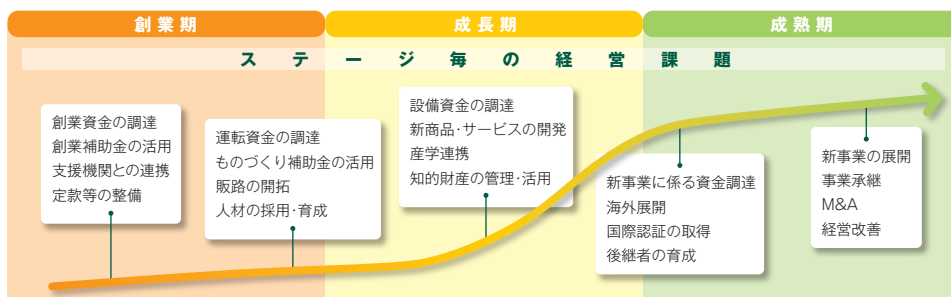 創業期
成長期
成熟期
ステージ毎の経営課題
創業資金の調達
創業補助金の活用
支援機関との連携
定款等の整備
運転資金の調達
ものづくり補助金の活用
販路の開拓
人材の採用・育成
設備資金の調達
新商品・サービスの開発
産学連携
知的財産の管理・活用
新事業に係る資金調達
海外展開
国際認証の取得
後継者の育成
新事業の展開
事業承継
M&A
経営改善